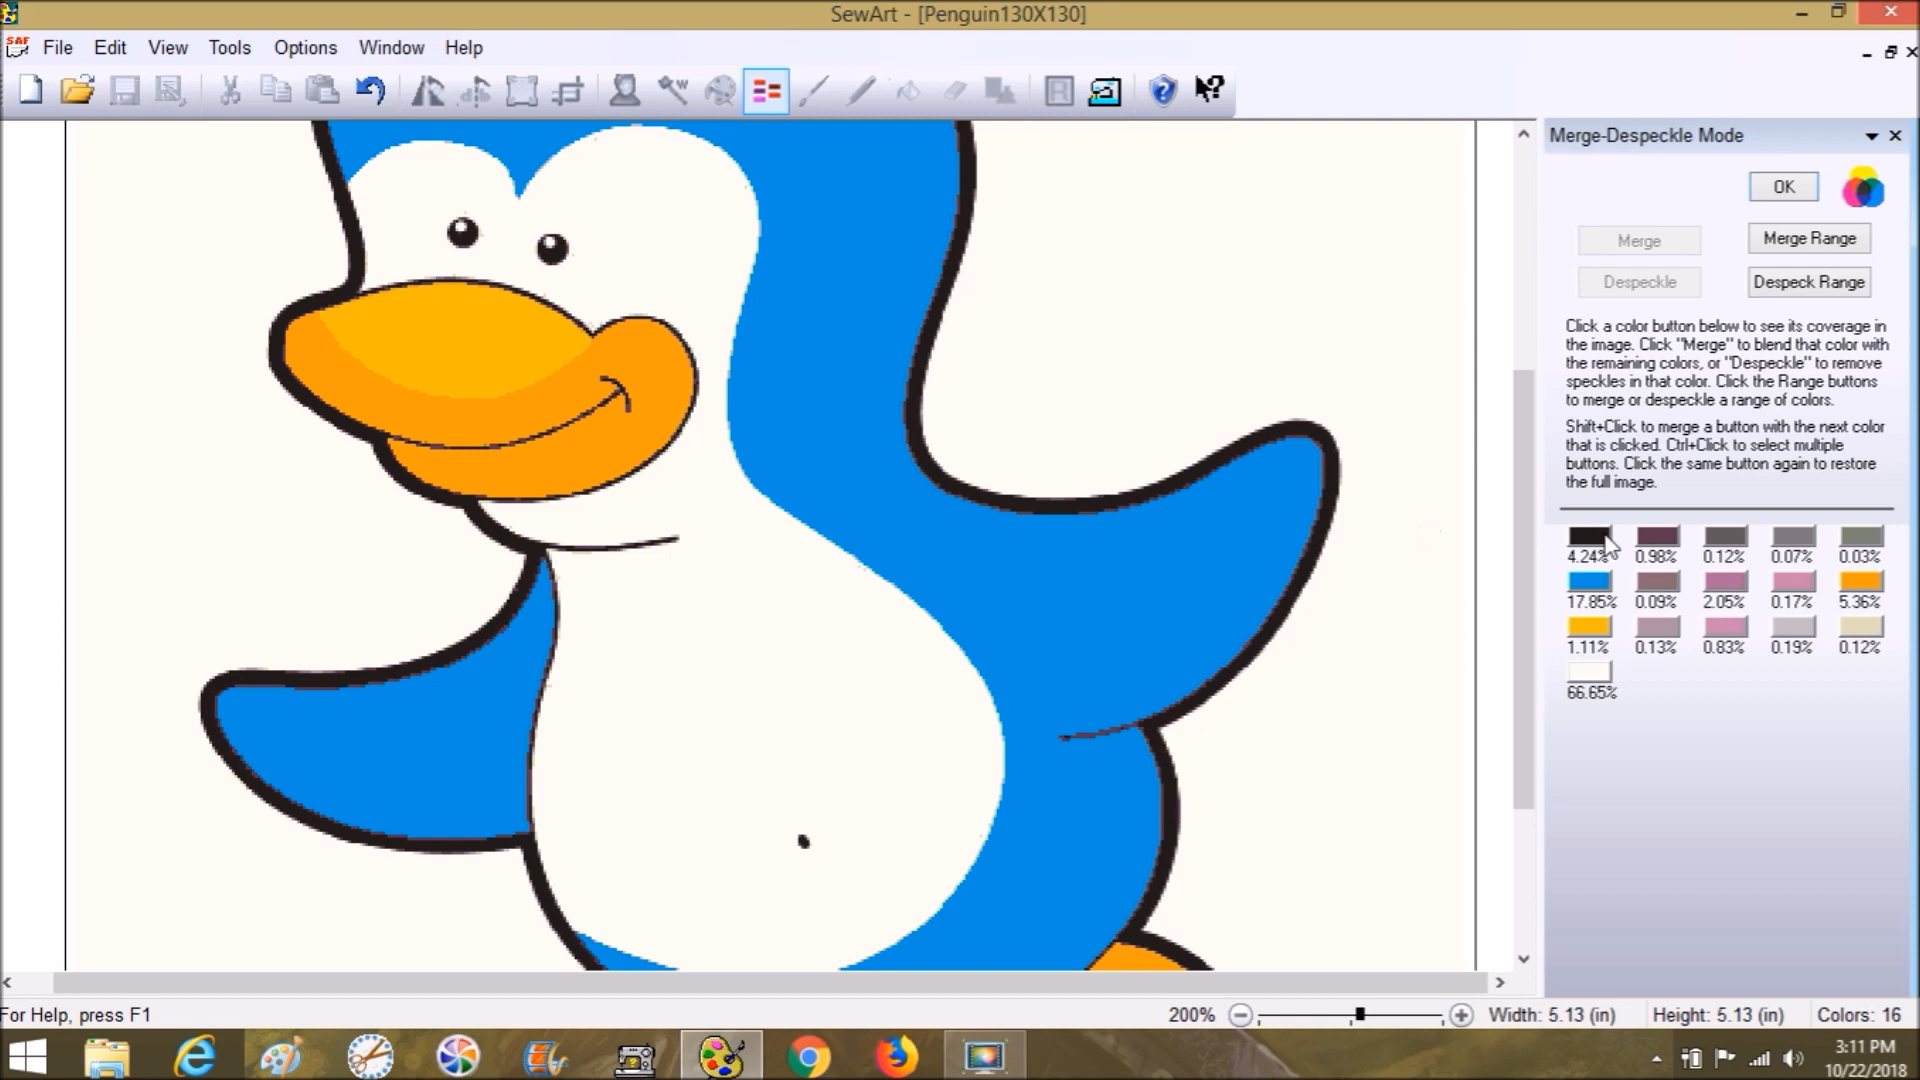 SewArt - [Penguin130X130]
SAF File Edit View Tools Options Window Help
Merge-Despeckle Mode
OK
Merge Merge Range
Despeckle Despeck Range
Click a color button below to see its coverage in
the image. Click "Merge" to blend that color with
the remaining colors, or "Despeckle" to remove
speckles in that color. Click the Range buttons
to merge or despeckle a range of colors.
Shift+Click to merge a button with the next color
that is clicked. Ctrl+Click to select multiple
buttons. Click the same button again to restore
the full image.
4.24% 0.98% 0.12% 0.07% 0.03%
17.85% 0.09% 2.05% 0.17% 5.36%
1.11% 0.13% 0.83% 0.19% 0.12%
66.65%
For Help, press F1 200% Width: 5.13 (in) Height: 5.13 (in) Colors: 16
3:11 PM
10/22/2018